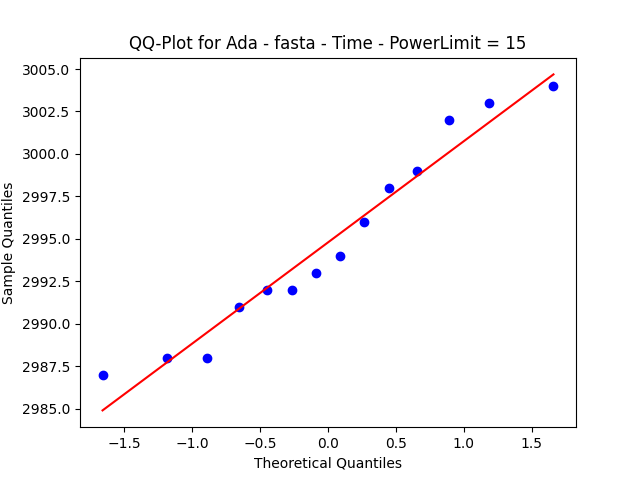 QQ-Plot for Ada - fasta - Time - PowerLimit = 15
3005.0
3002.5
3000.0
2997.5
2995.0
2992.5
2990.0
2987.5
2985.0
Sample Quantiles
−1.5 −1.0 −0.5 0.0 0.5 1.0 1.5
Theoretical Quantiles